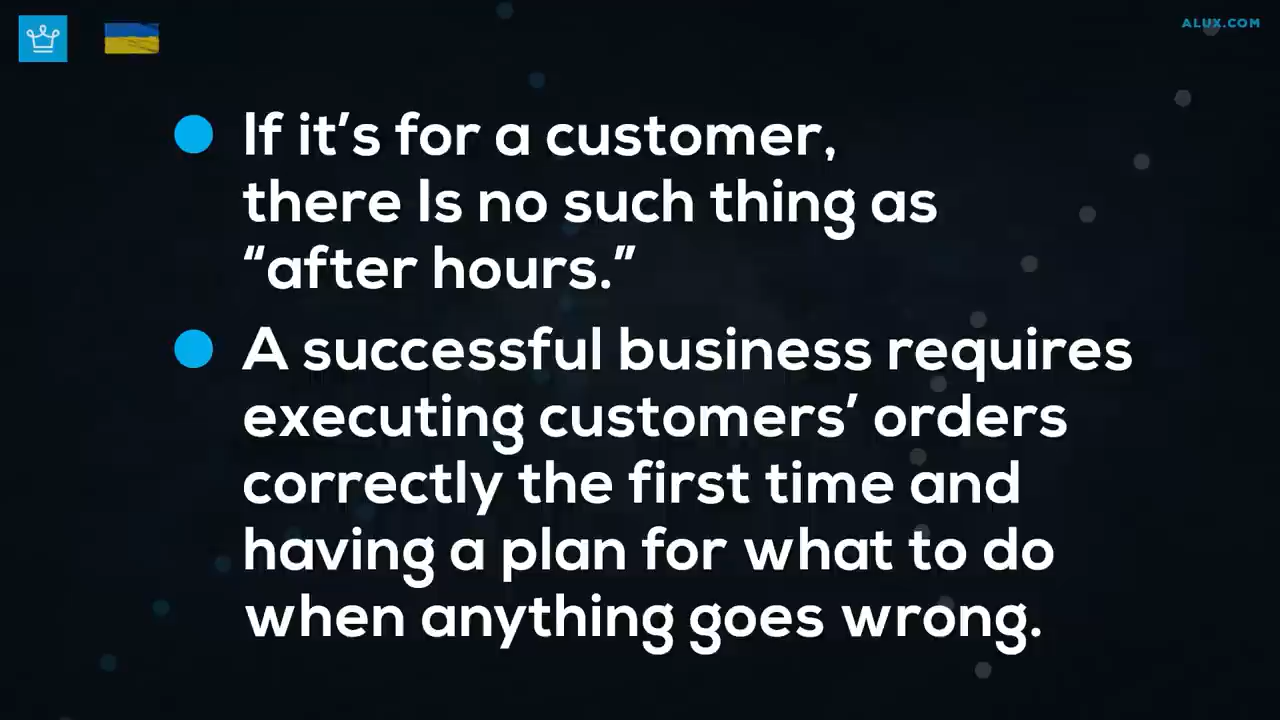 ALUX.COM
If it’s for a customer,
there Is no such thing as
“after hours.”
A successful business requires
executing customers’ orders
correctly the first time and
having a plan for what to do
when anything goes wrong.